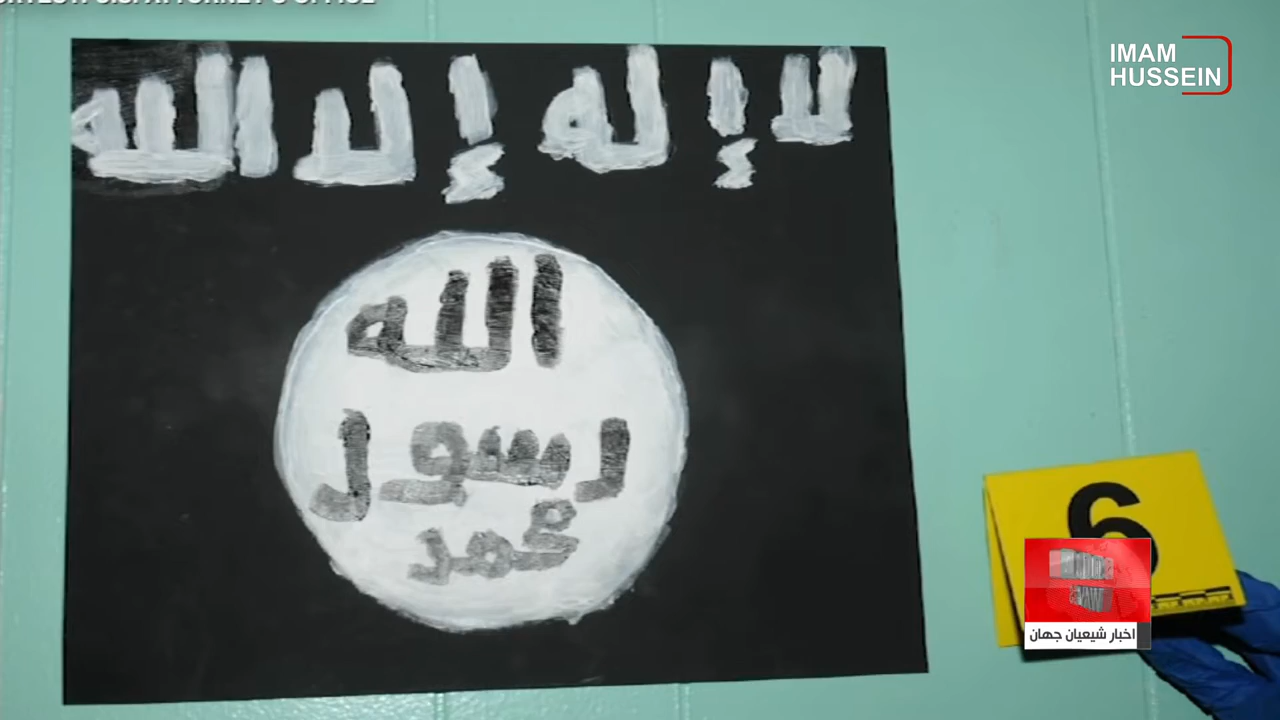 IMAM
HUSSEIN
لا إله إلا الله
الله
رسول
محمد
6
اخبار شیعیان جهان